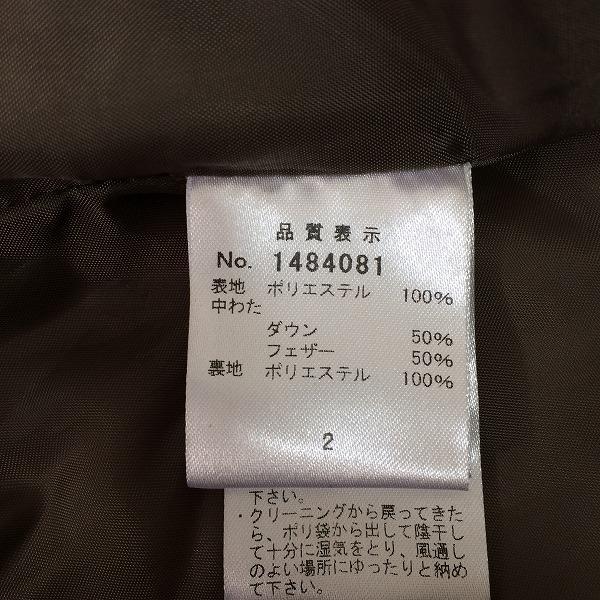 品質表示
No. 1484081
表地 ポリエステル 100%
中わた
ダウン 50%
フェザー 50%
裏地 ポリエステル 100%
2
下さい。
・クリーニングから戻ってきた
ら、ポリ袋から出して陰干し
て十分に湿気をとり、風通し
のよい場所にゆったりと納め
て下さい。